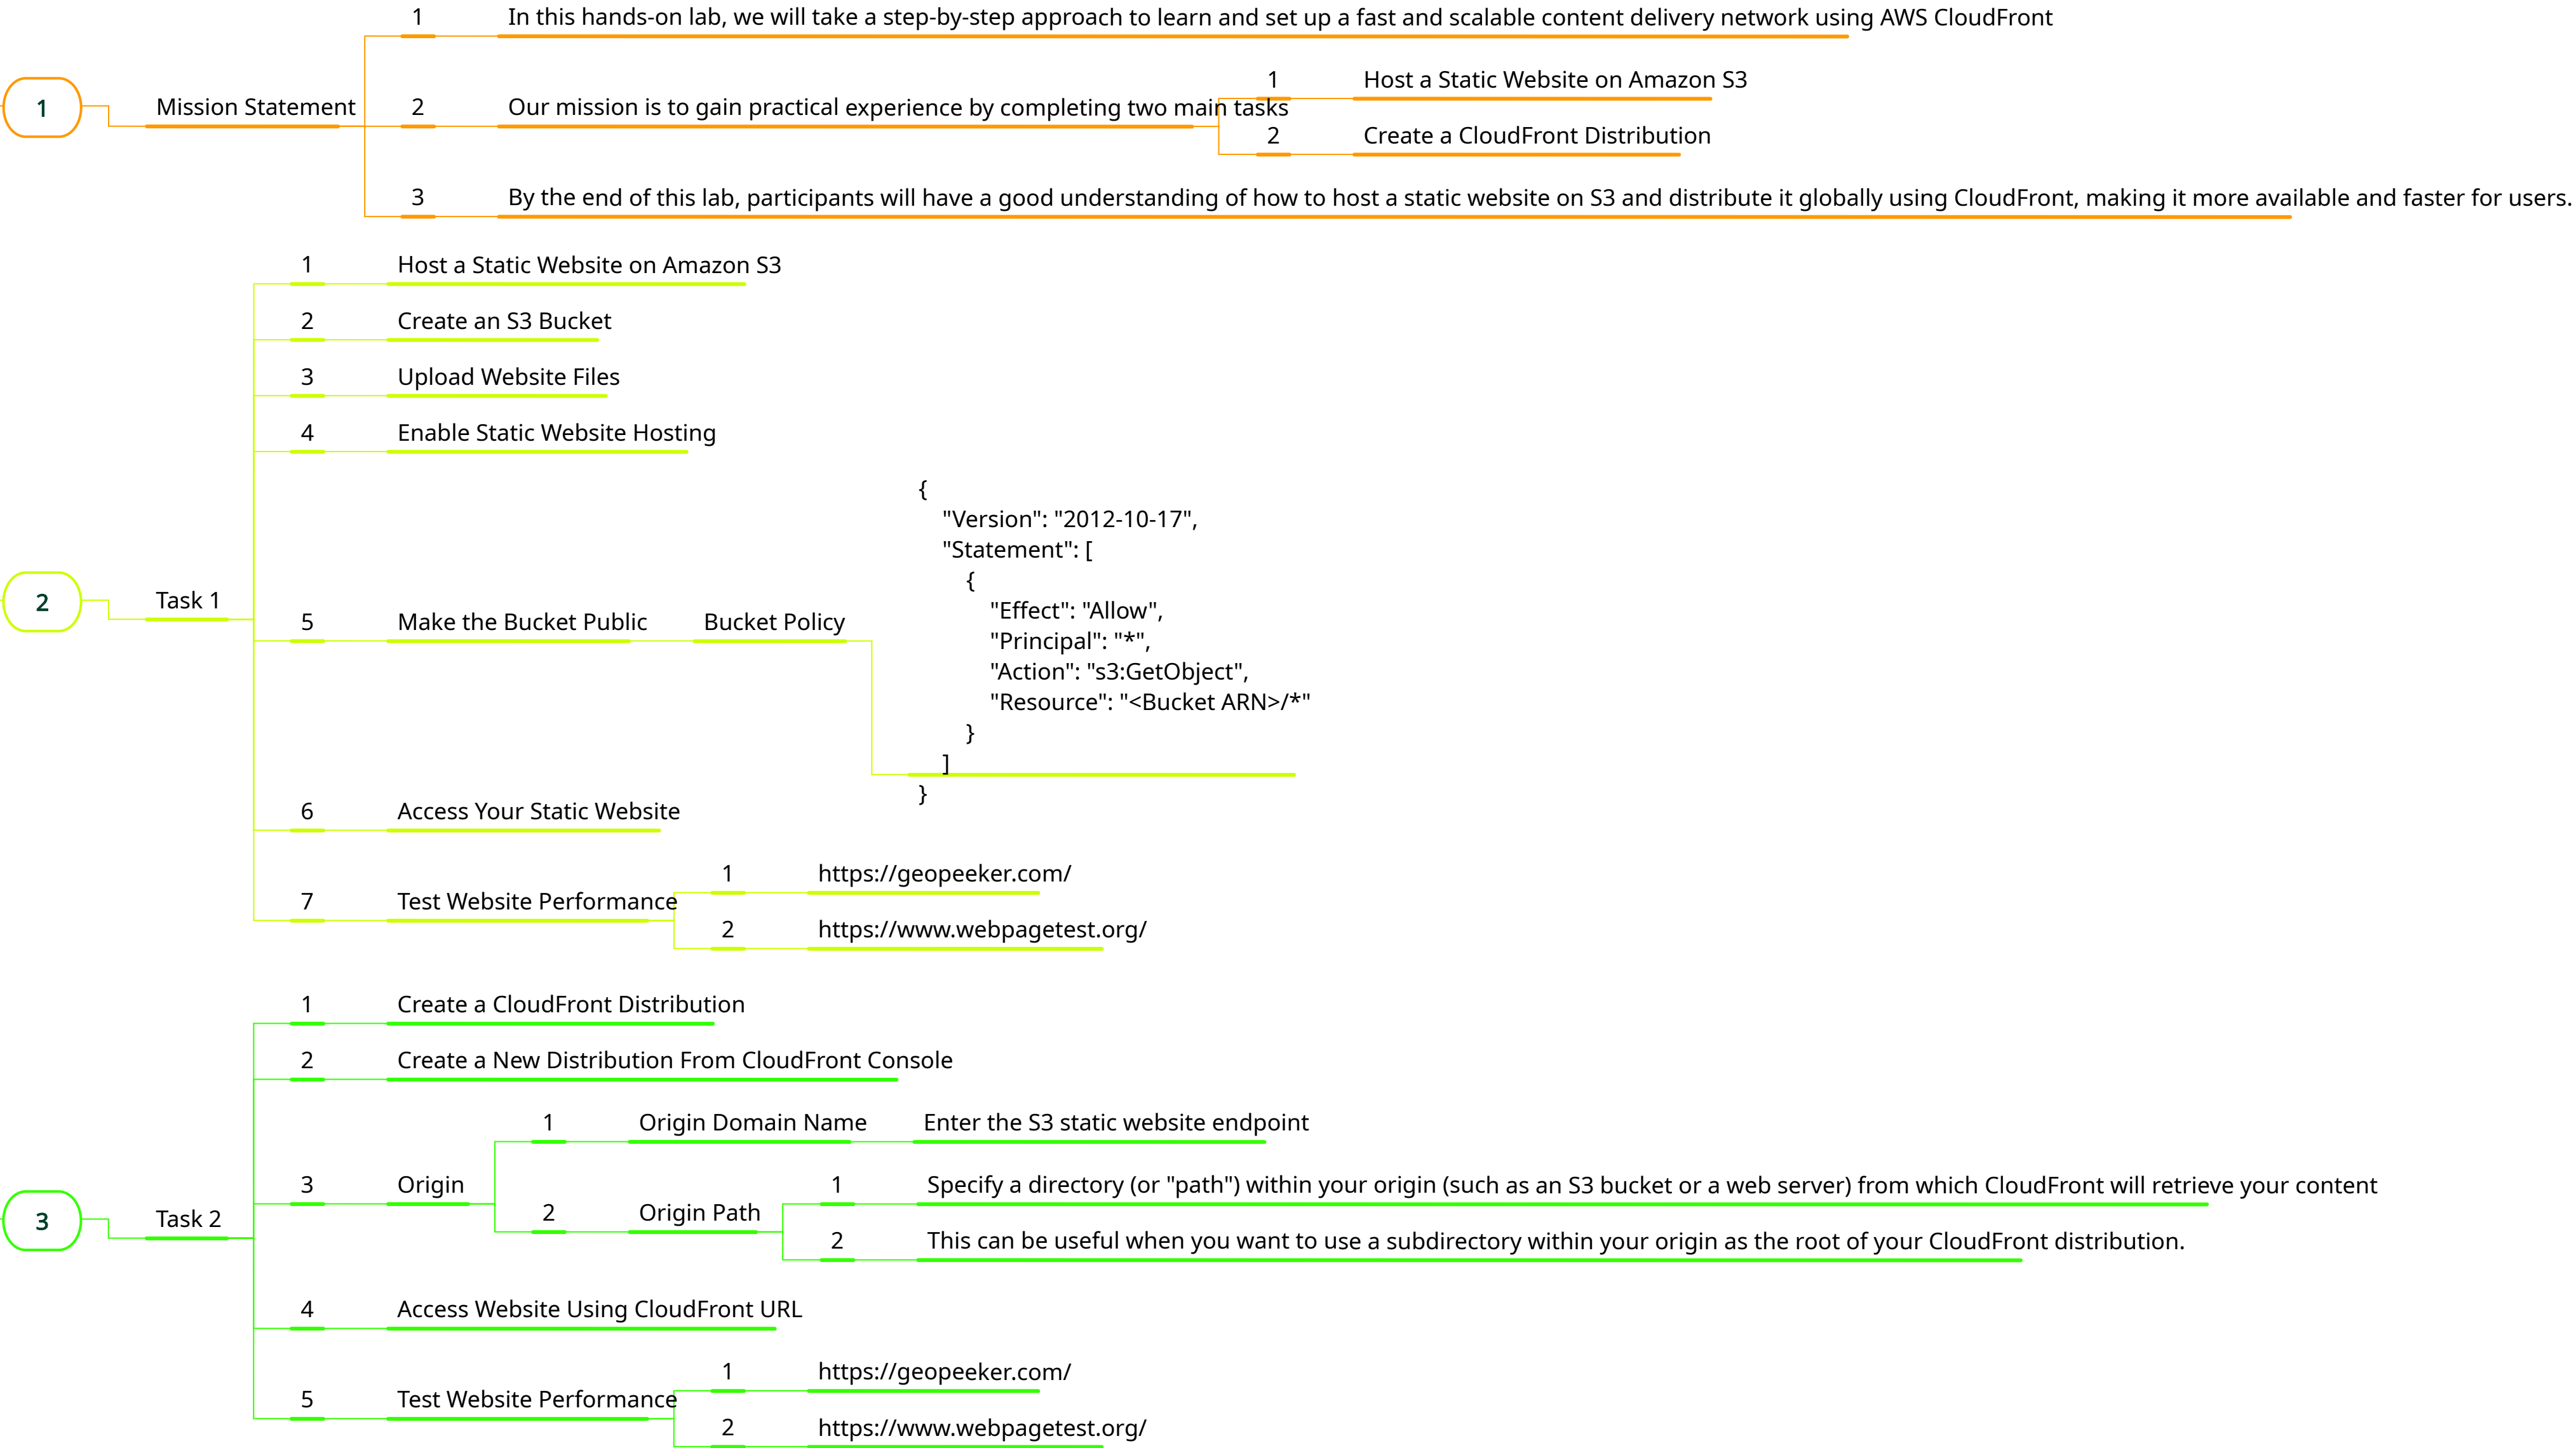 1
Mission Statement
1
In this hands-on lab, we will take a step-by-step approach to learn and set up a fast and scalable content delivery network using AWS CloudFront
2
Our mission is to gain practical experience by completing two main tasks
1
Host a Static Website on Amazon S3
2
Create a CloudFront Distribution
3
By the end of this lab, participants will have a good understanding of how to host a static website on S3 and distribute it globally using CloudFront, making it more available and faster for users.
2
Task 1
1
Host a Static Website on Amazon S3
2
Create an S3 Bucket
3
Upload Website Files
4
Enable Static Website Hosting
5
Make the Bucket Public
Bucket Policy
{
"Version": "2012-10-17",
"Statement": [
{
"Effect": "Allow",
"Principal": "*",
"Action": "s3:GetObject",
"Resource": "<Bucket ARN>/*"
}
]
}
6
Access Your Static Website
7
Test Website Performance
1
https://geopeeker.com/
2
https://www.webpagetest.org/
3
Task 2
1
Create a CloudFront Distribution
2
Create a New Distribution From CloudFront Console
3
Origin
1
Origin Domain Name
Enter the S3 static website endpoint
2
Origin Path
1
Specify a directory (or "path") within your origin (such as an S3 bucket or a web server) from which CloudFront will retrieve your content
2
This can be useful when you want to use a subdirectory within your origin as the root of your CloudFront distribution.
4
Access Website Using CloudFront URL
5
Test Website Performance
1
https://geopeeker.com/
2
https://www.webpagetest.org/